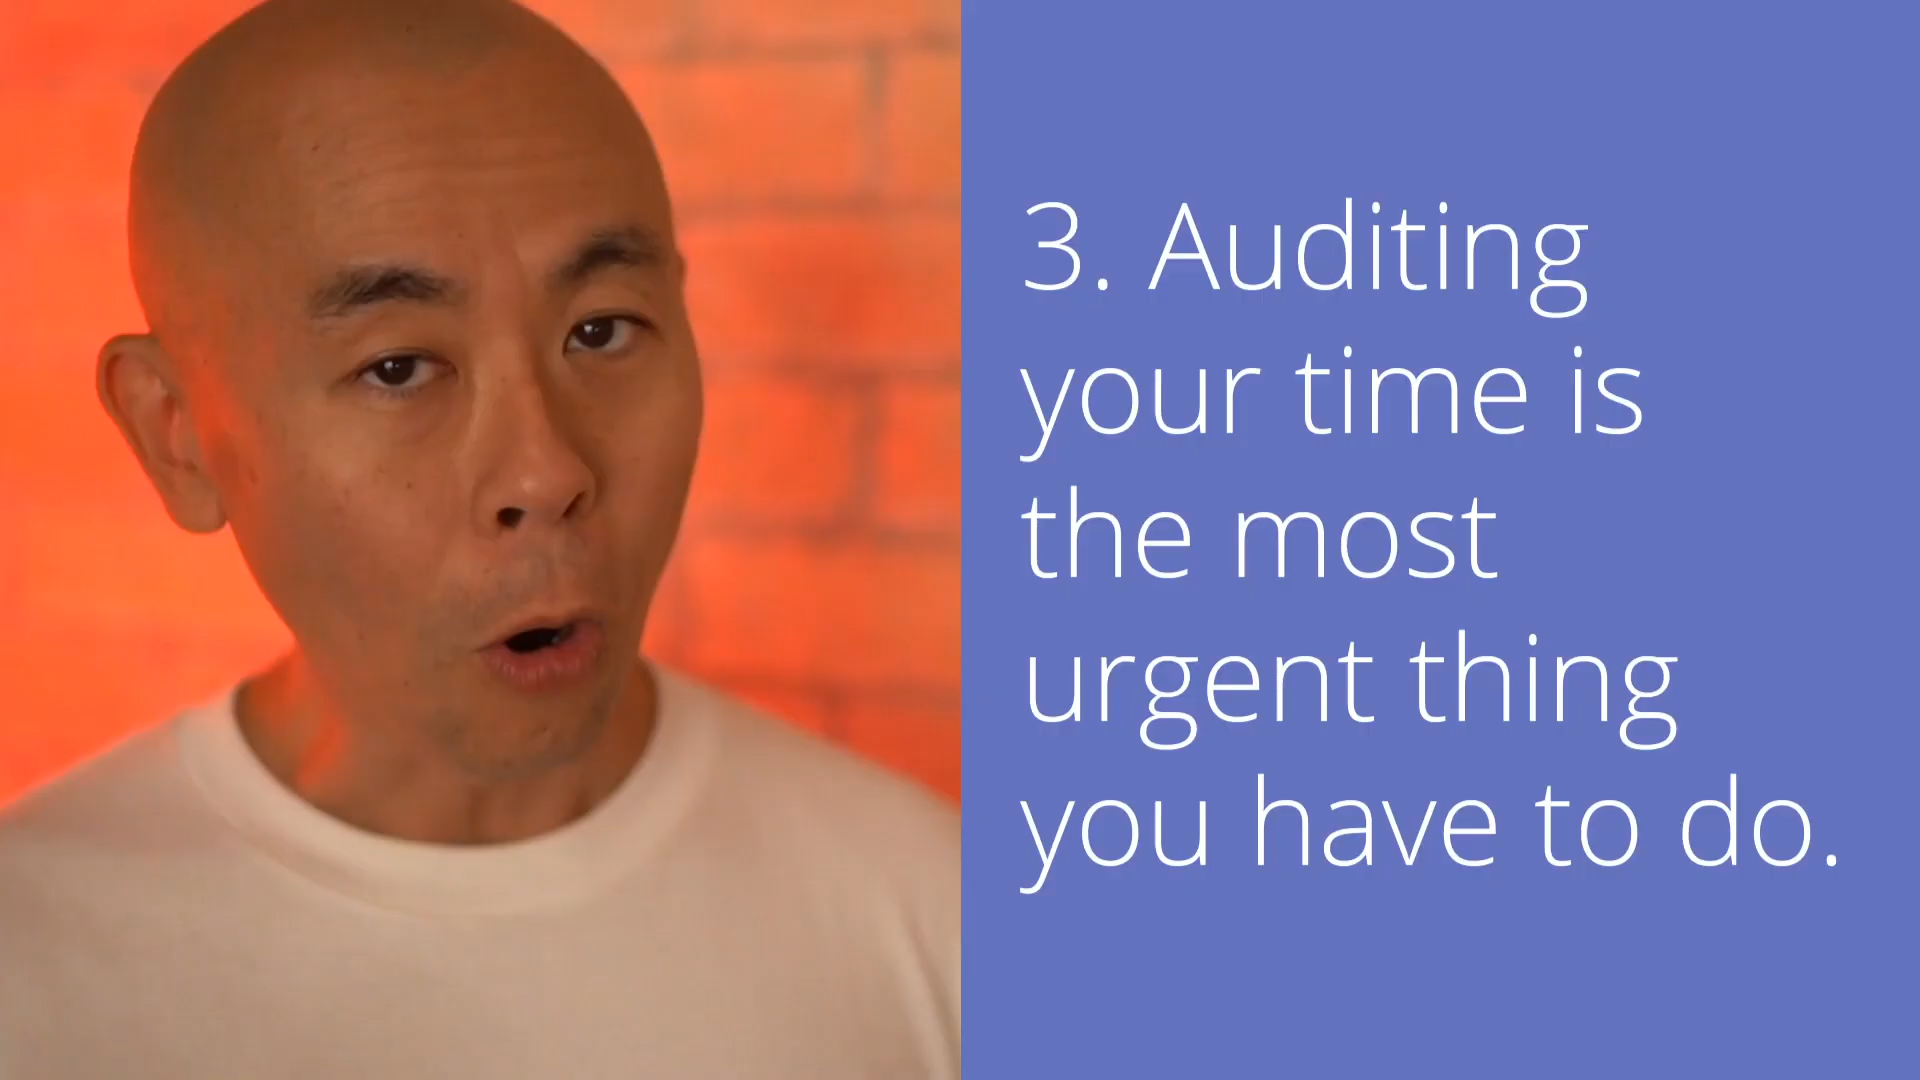 3. Auditing
your time is
the most
urgent thing
you have to do.